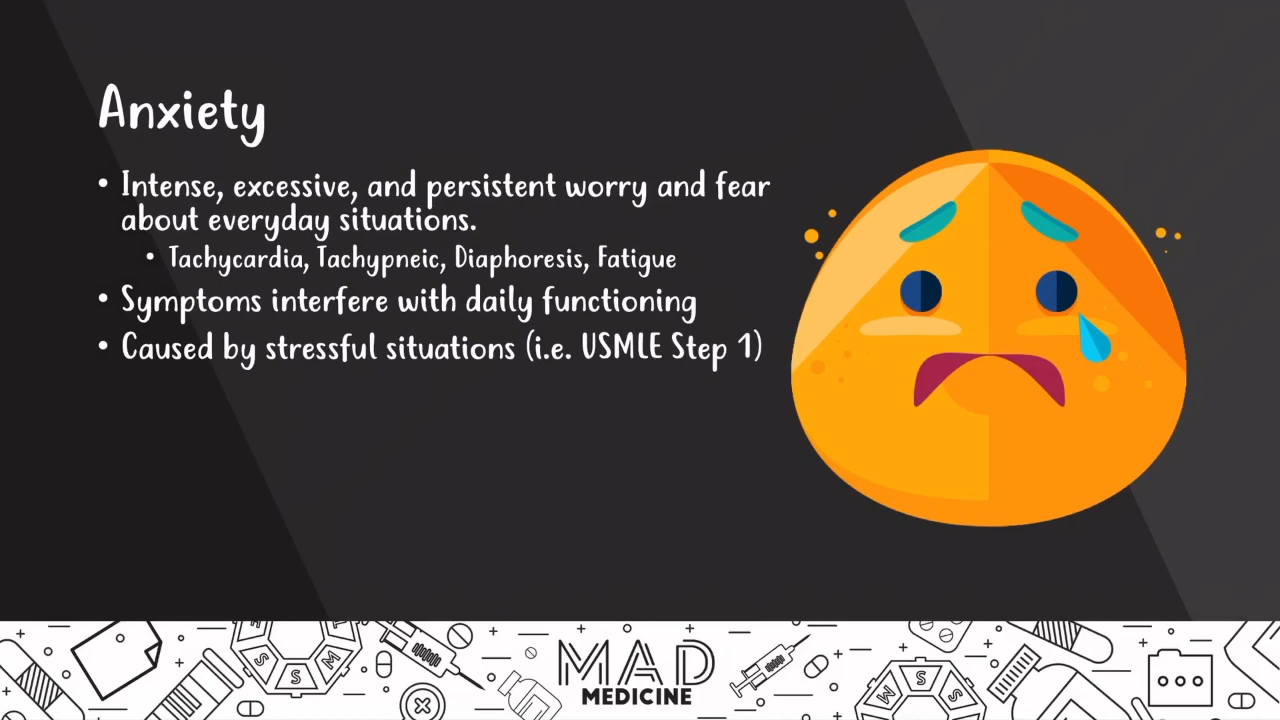 Anxiety
• Intense, excessive, and persistent worry and fear
about everyday situations.
• Tachycardia, Tachypneic, Diaphoresis, Fatigue
• Symptoms interfere with daily functioning
• Caused by stressful situations (i.e. USMLE Step 1)
MAD
MEDICINE